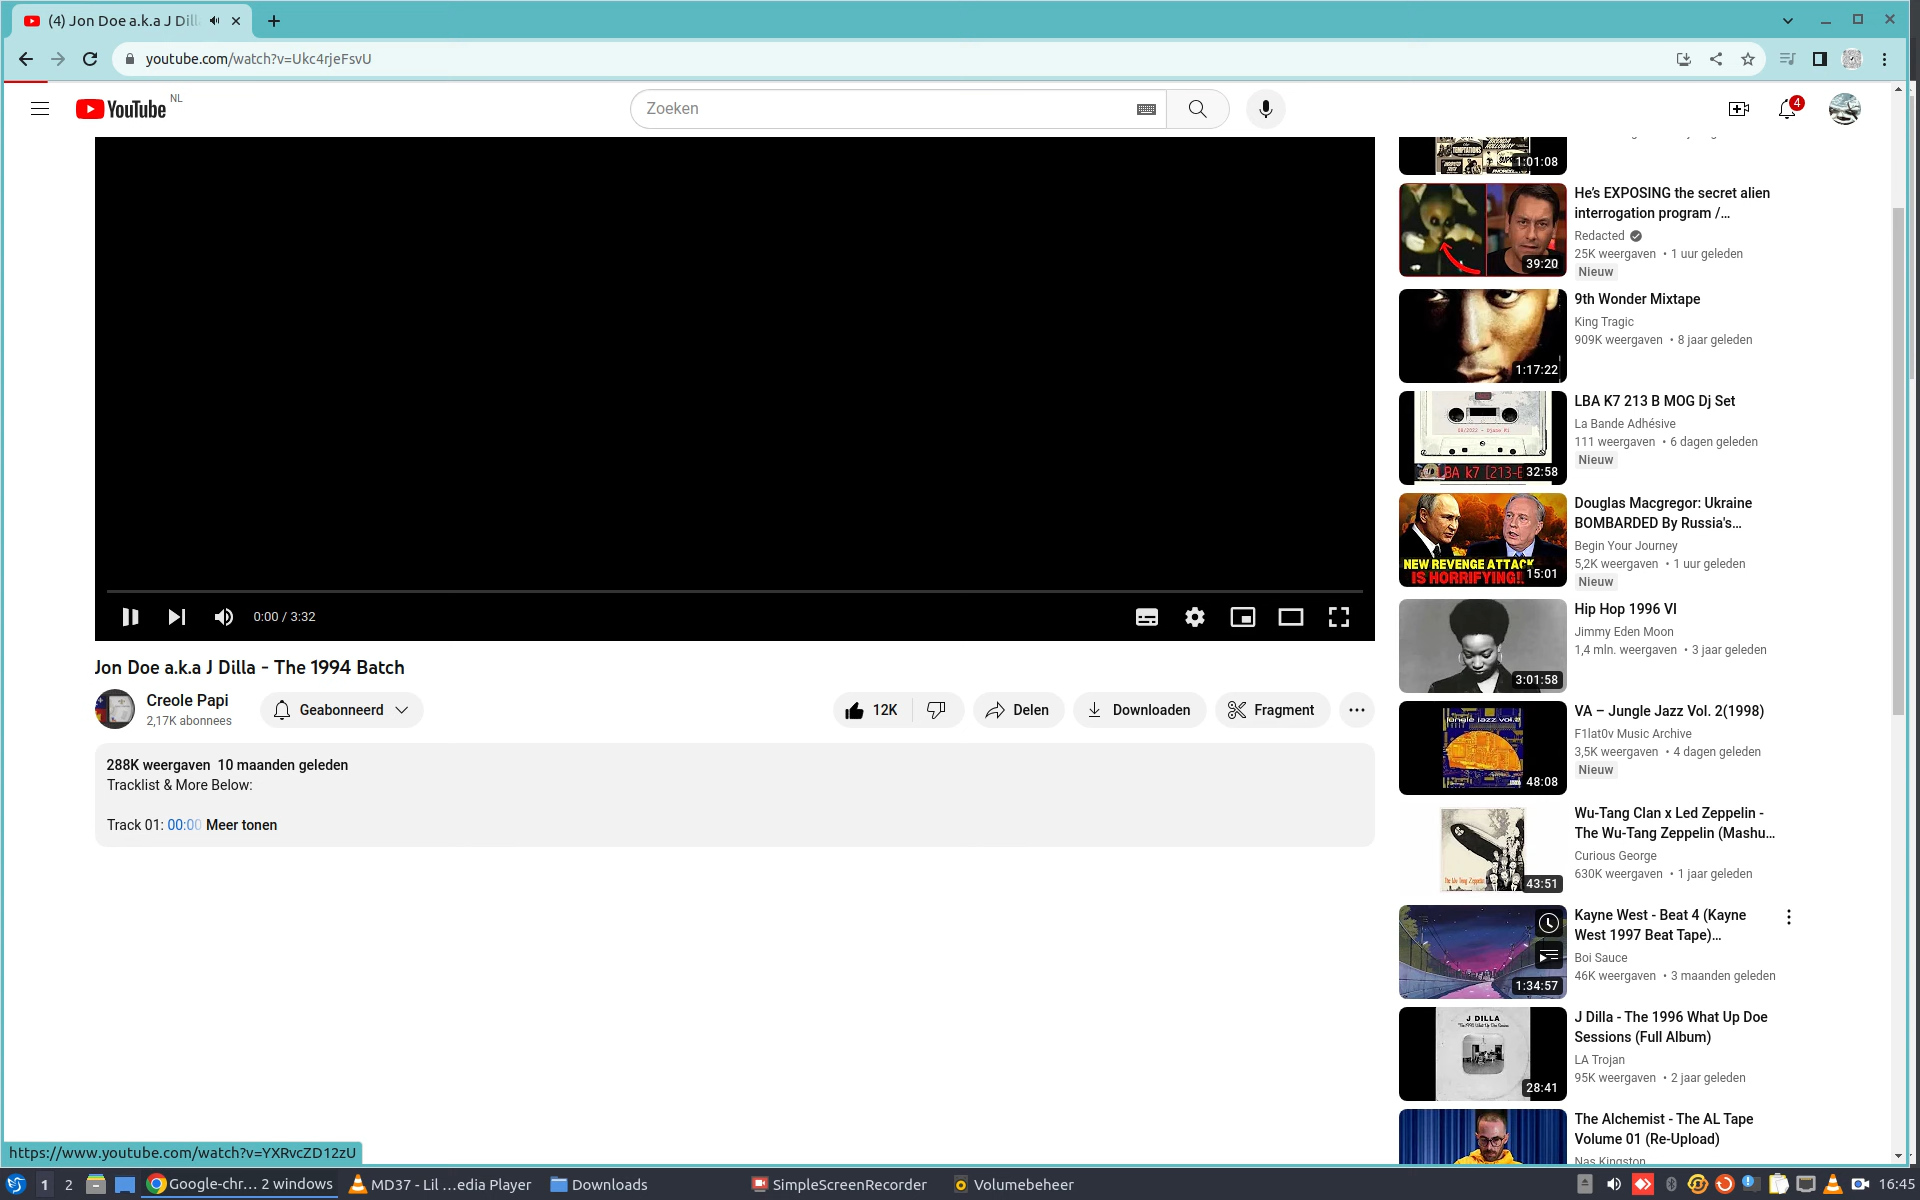 (4) Jon Doe a.k.a J Dill
youtube.com/watch?v=Ukc4rjeFsvU
YouTube NL
Zoeken
4
1:01:08
He's EXPOSING the secret alien
interrogation program /...
Redacted
25K weergaven • 1 uur geleden
Nieuw
39:20
9th Wonder Mixtape
King Tragic
909K weergaven • 8 jaar geleden
1:17:22
LBA K7 213 B MOG Dj Set
La Bande Adhésive
111 weergaven • 6 dagen geleden
Nieuw
32:58
Douglas Macgregor: Ukraine
BOMBARDED By Russia's...
Begin Your Journey
5,2K weergaven • 1 uur geleden
Nieuw
NEW REVENGE ATTACK
IS HORRIFYING!!
15:01
Hip Hop 1996 VI
Jimmy Eden Moon
1,4 mln. weergaven • 3 jaar geleden
3:01:58
VA – Jungle Jazz Vol. 2(1998)
F1lat0v Music Archive
3,5K weergaven • 4 dagen geleden
Nieuw
48:08
Wu-Tang Clan x Led Zeppelin -
The Wu-Tang Zeppelin (Mashu...
Curious George
630K weergaven • 1 jaar geleden
43:51
Kayne West - Beat 4 (Kayne
West 1997 Beat Tape)...
Boi Sauce
46K weergaven • 3 maanden geleden
1:34:57
J Dilla - The 1996 What Up Doe
Sessions (Full Album)
LA Trojan
95K weergaven • 2 jaar geleden
J DILLA
28:41
The Alchemist - The AL Tape
Volume 01 (Re-Upload)
Nas Kingston
0:00 / 3:32
Jon Doe a.k.a J Dilla - The 1994 Batch
Creole Papi
2,17K abonnees
Geabonneerd
12K
Delen
Downloaden
Fragment
288K weergaven 10 maanden geleden
Tracklist & More Below:
Track 01: 00:00 Meer tonen
https://www.youtube.com/watch?v=YXRvcZD12zU
1 2 Google-chr... 2 windows MD37 - Lil ...edia Player Downloads SimpleScreenRecorder Volumebeheer 16:45